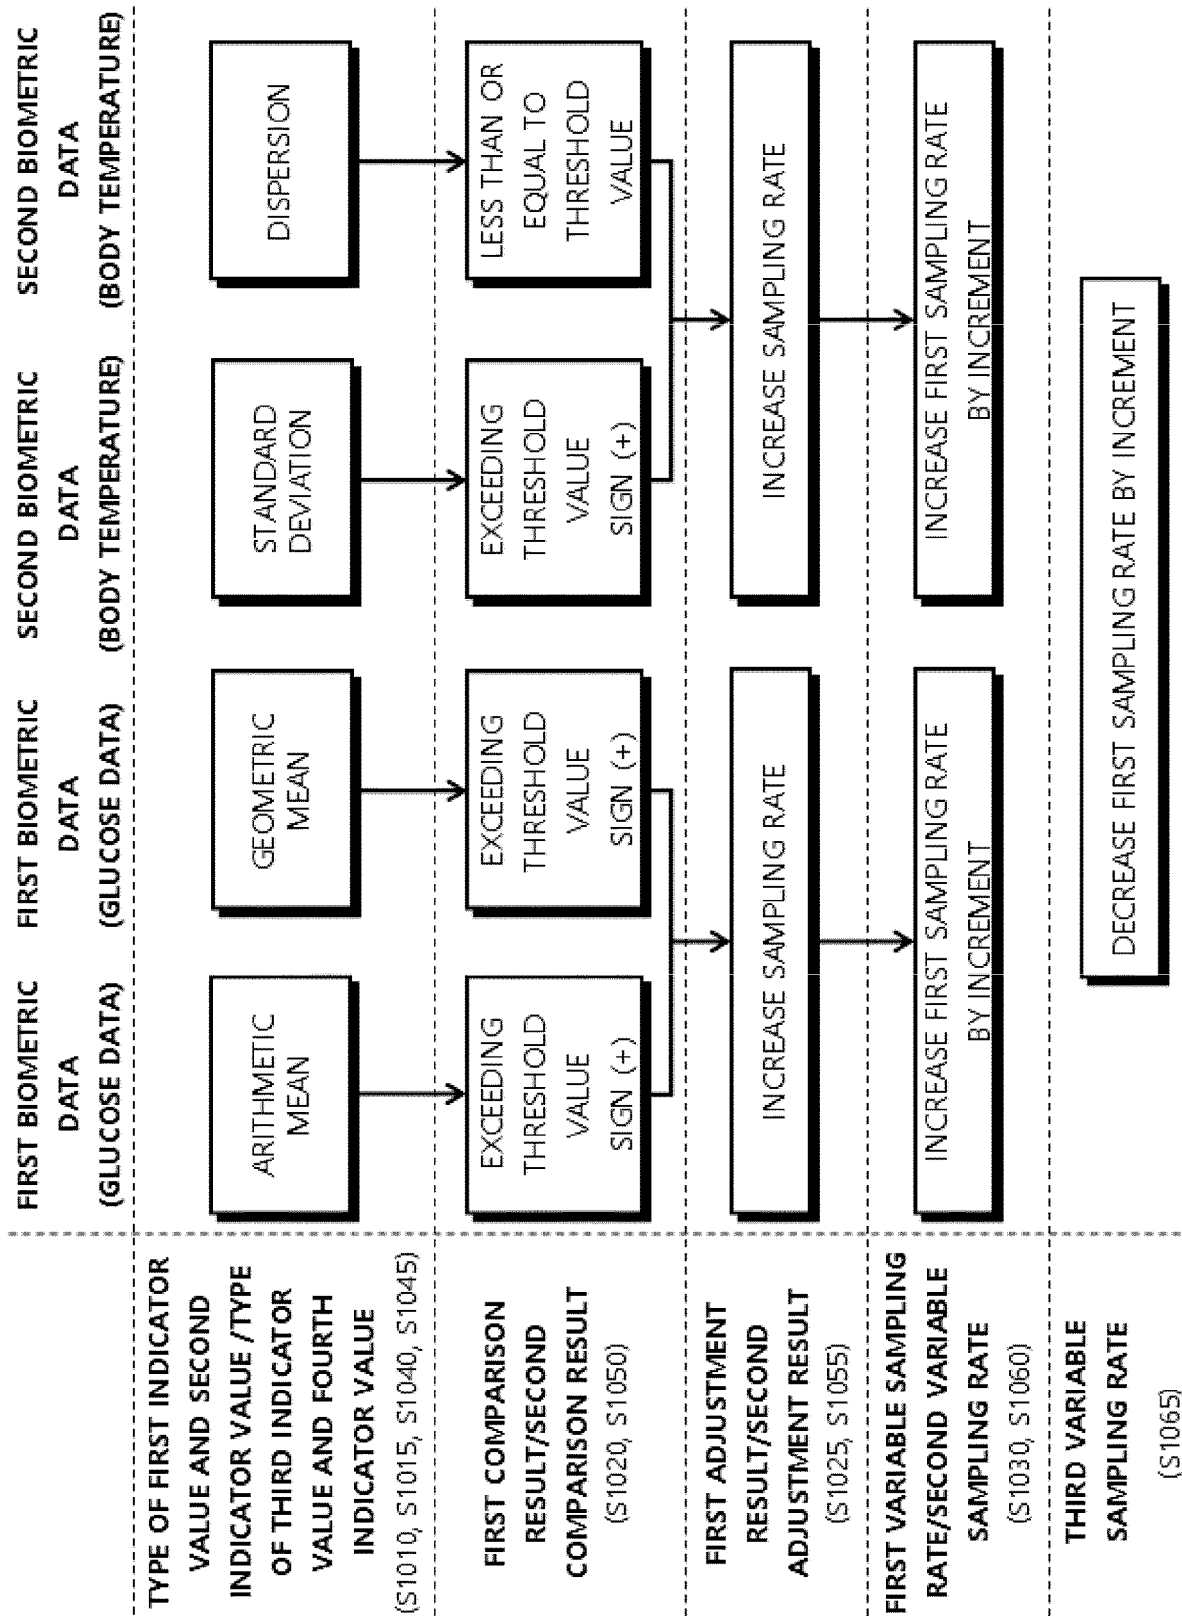 FIRST BIOMETRIC
DATA
(GLUCOSE DATA)
FIRST BIOMETRIC
DATA
(GLUCOSE DATA)
SECOND BIOMETRIC
DATA
(BODY TEMPERATURE)
SECOND BIOMETRIC
DATA
(BODY TEMPERATURE)
TYPE OF FIRST INDICATOR
VALUE AND SECOND
INDICATOR VALUE /TYPE
OF THIRD INDICATOR
VALUE AND FOURTH
INDICATOR VALUE
(S1010, S1015, S1040, S1045)
ARITHMETIC
MEAN
GEOMETRIC
MEAN
STANDARD
DEVIATION
DISPERSION
FIRST COMPARISON
RESULT/SECOND
COMPARISON RESULT
(S1020, S1050)
EXCEEDING
THRESHOLD
VALUE
SIGN (+)
EXCEEDING
THRESHOLD
VALUE
SIGN (+)
EXCEEDING
THRESHOLD
VALUE
SIGN (+)
LESS THAN OR
EQUAL TO
THRESHOLD
VALUE
FIRST ADJUSTMENT
RESULT/SECOND
ADJUSTMENT RESULT
(S1025, S1055)
INCREASE SAMPLING RATE
INCREASE SAMPLING RATE
FIRST VARIABLE SAMPLING
RATE/SECOND VARIABLE
SAMPLING RATE
(S1030, S1060)
INCREASE FIRST SAMPLING RATE
BY INCREMENT
INCREASE FIRST SAMPLING RATE
BY INCREMENT
THIRD VARIABLE
SAMPLING RATE
(S1065)
DECREASE FIRST SAMPLING RATE BY INCREMENT